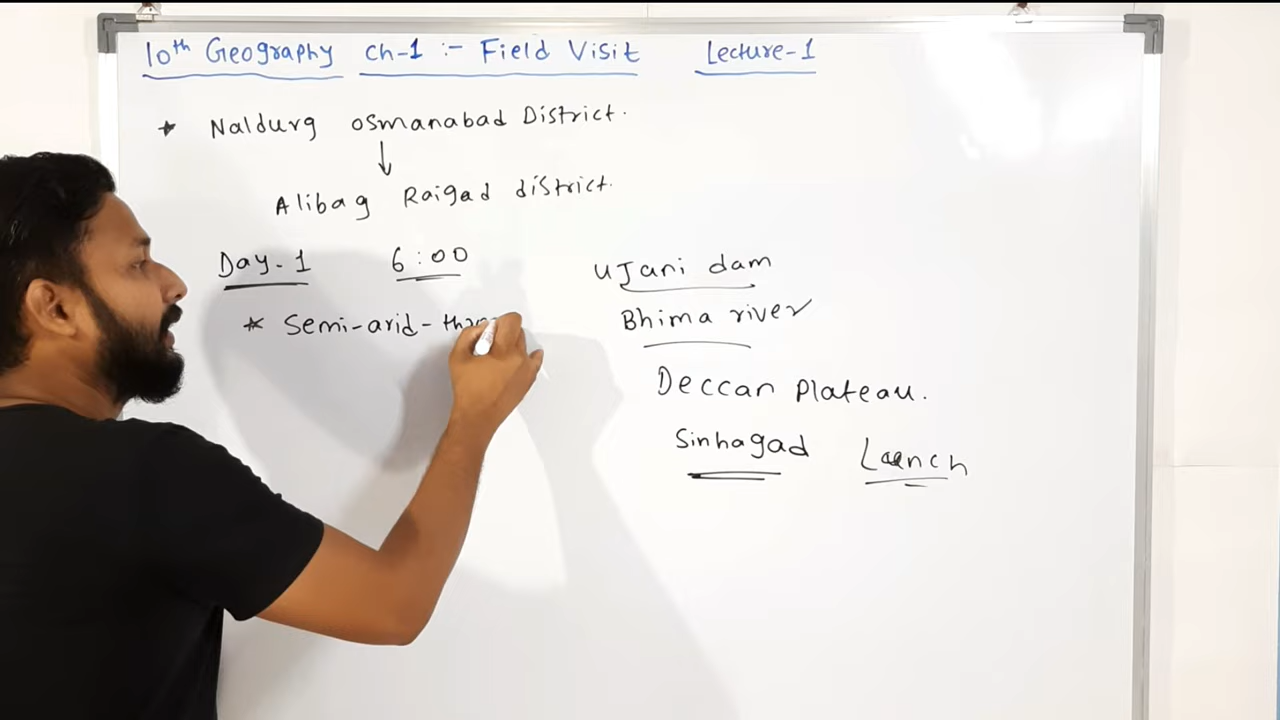 10th Geography ch-1 :- Field Visit Lecture-1
* Naldurg osmanabad District.
↓
Alibag Raigad district.
Day-1 6:00
* Semi-arid-
Ujani dam
Bhima river
Deccan Plateau.
Sinhagad